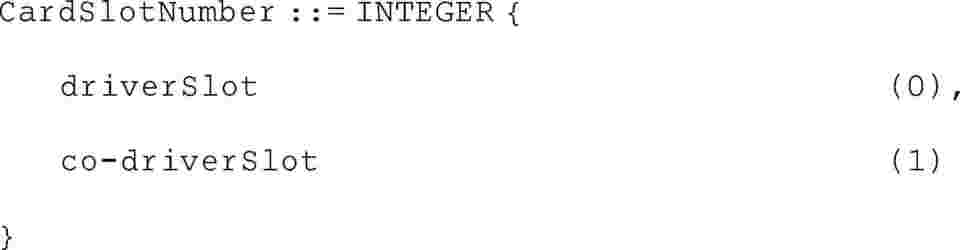 CardSlotNumber ::= INTEGER {
driverSlot (0),
co-driverSlot (1)
}